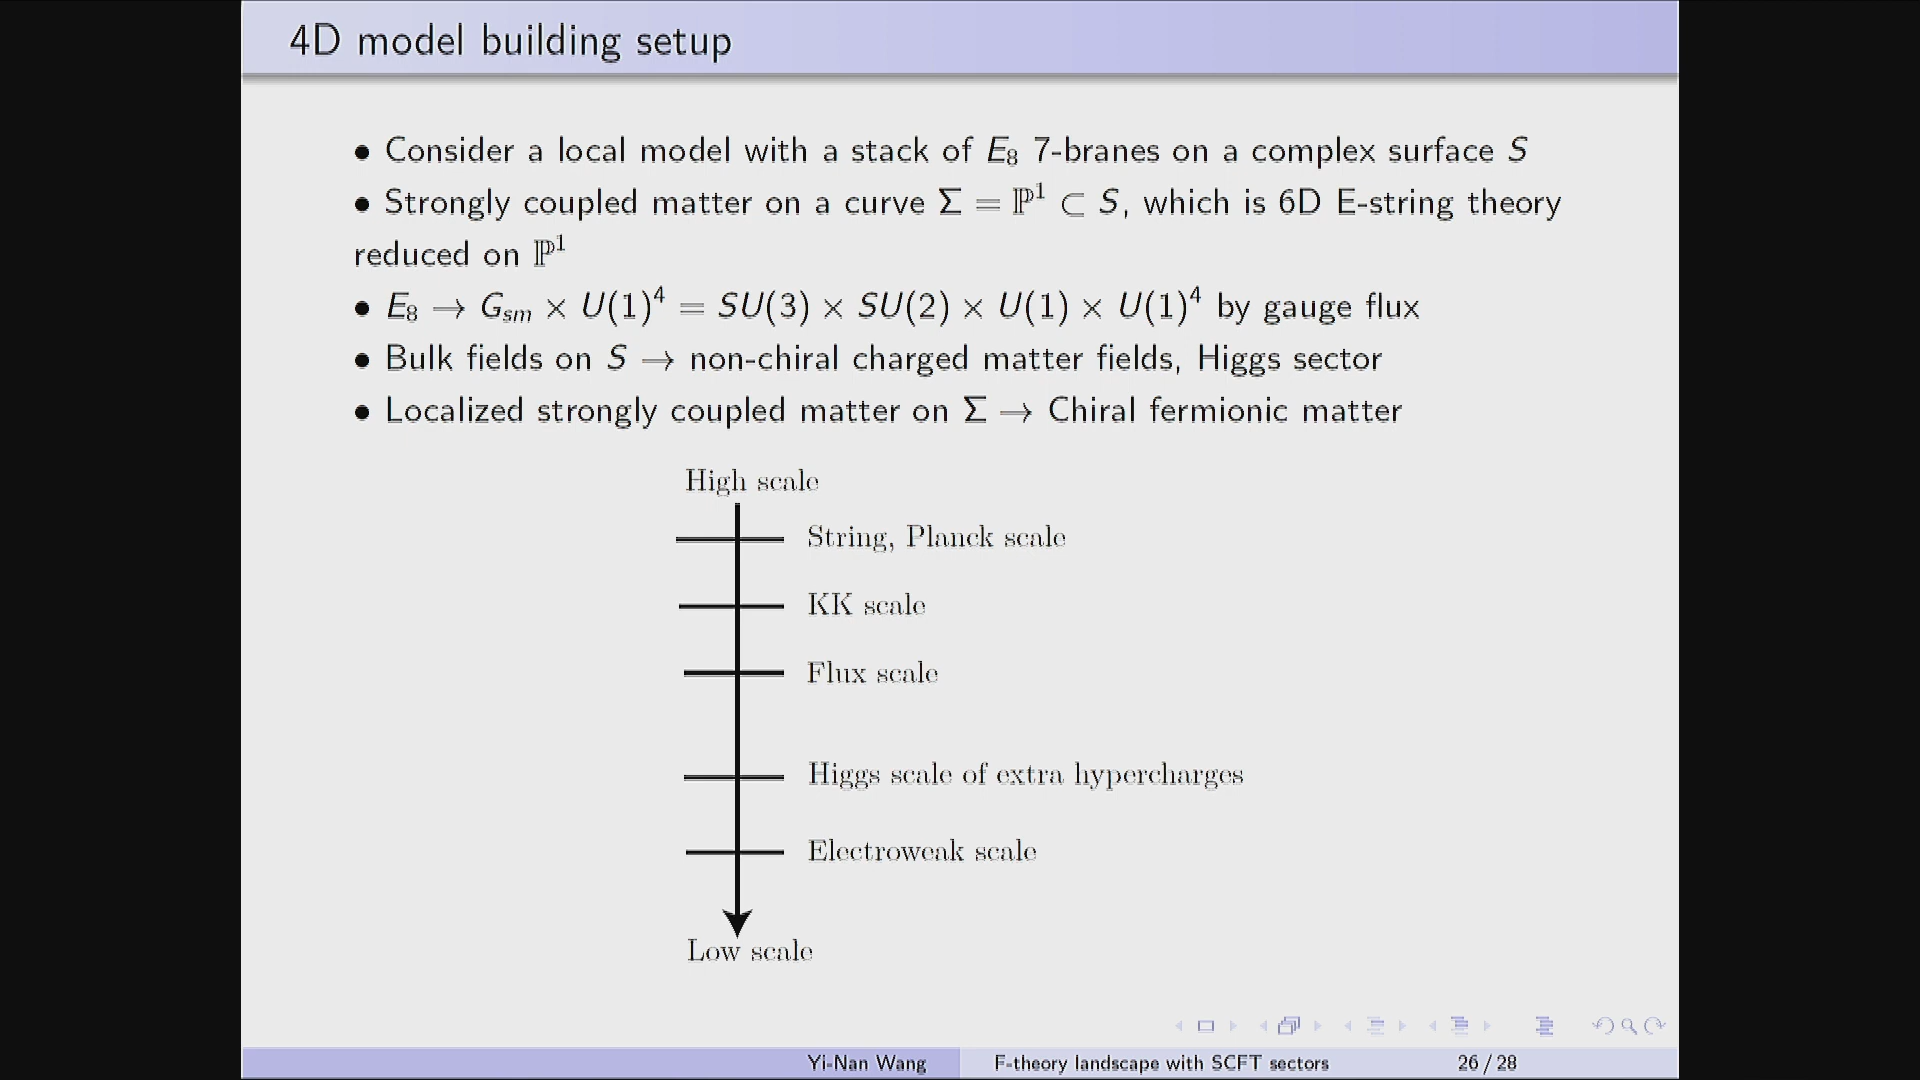 4D model building setup
• Consider a local model with a stack of E₈ 7-branes on a complex surface S
• Strongly coupled matter on a curve Σ = ℙ¹ ⊂ S, which is 6D E-string theory
reduced on ℙ¹
• E₈ → Gₛₘ × U(1)⁴ = SU(3) × SU(2) × U(1) × U(1)⁴ by gauge flux
• Bulk fields on S → non-chiral charged matter fields, Higgs sector
• Localized strongly coupled matter on Σ → Chiral fermionic matter
High scale
String, Planck scale
KK scale
Flux scale
Higgs scale of extra hypercharges
Electroweak scale
Low scale
Yi-Nan Wang F-theory landscape with SCFT sectors 26 / 28